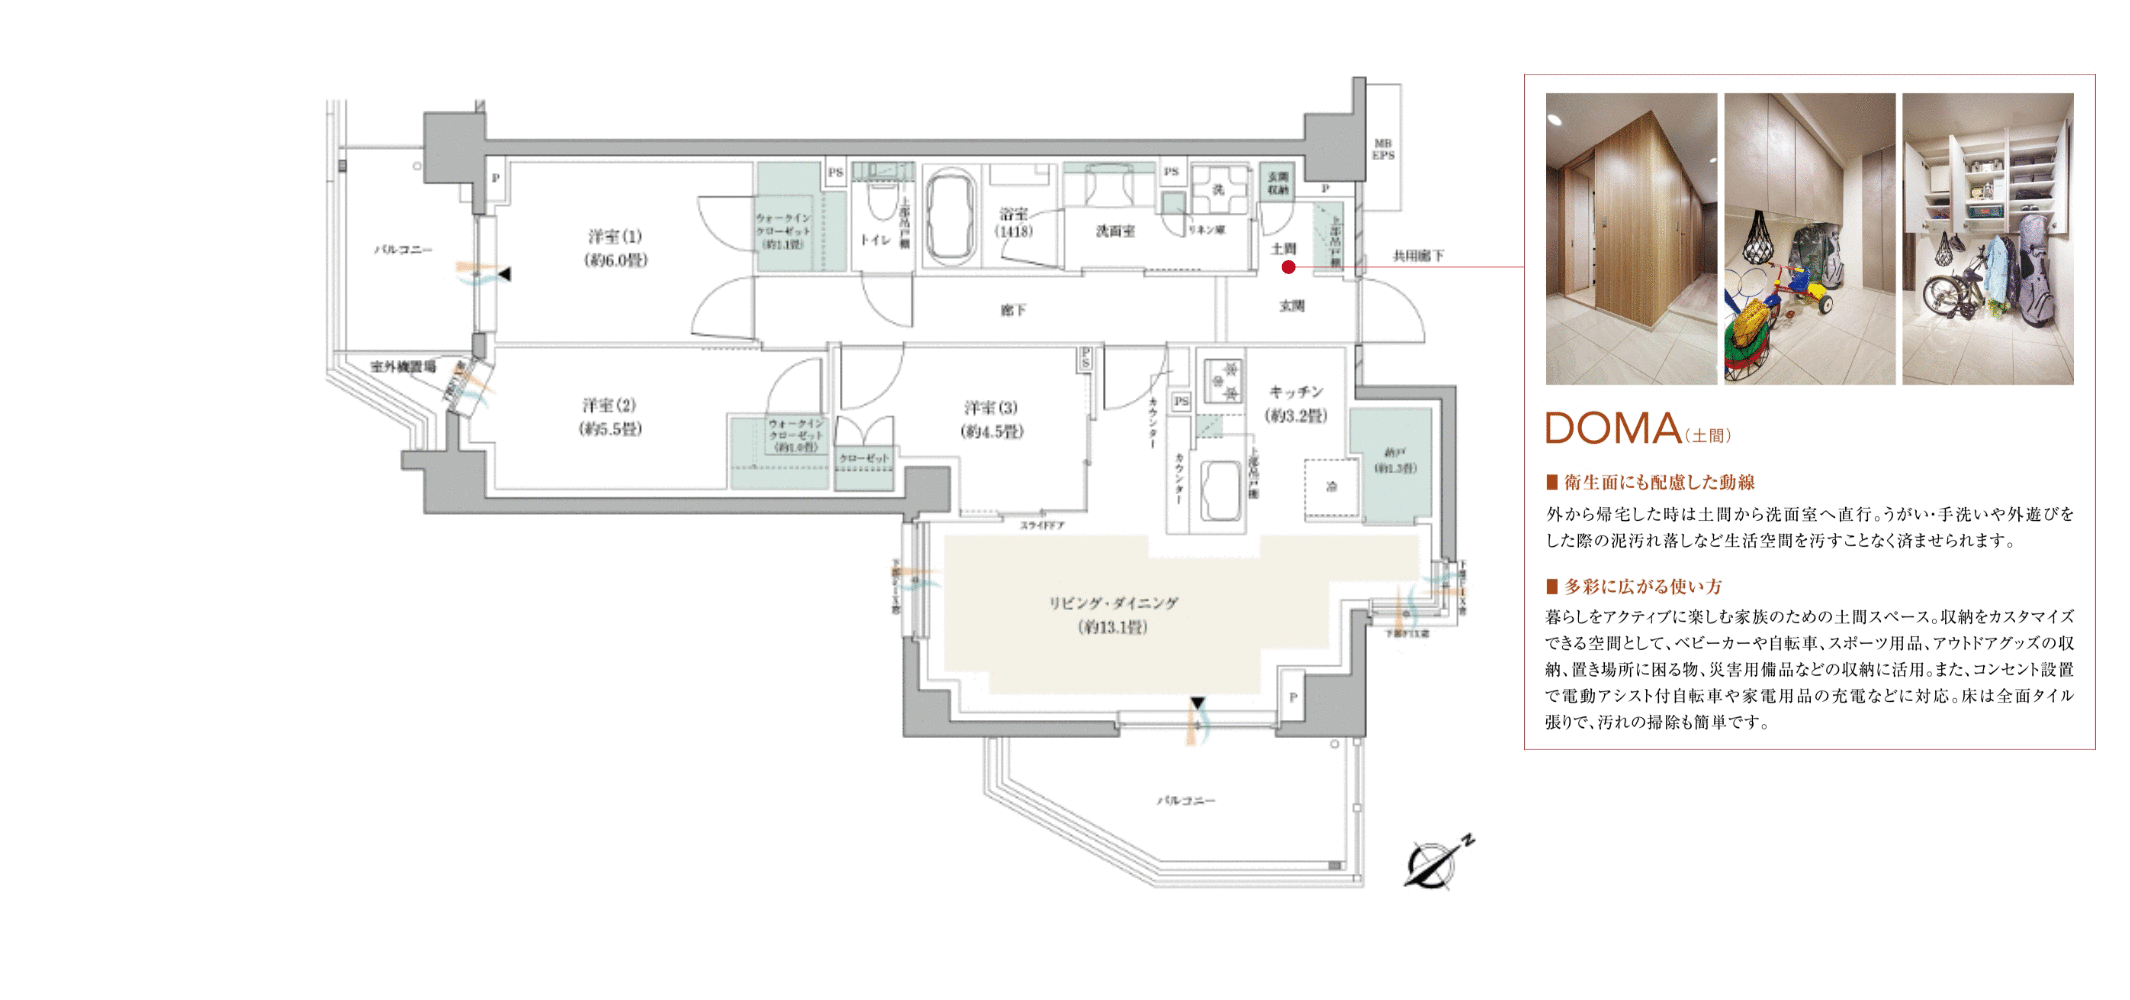 MB
EPS
P
PS
PS
玄関
収納
P
洗
上部吊戸棚
ウォークイン
クローゼット
(約1.1畳)
トイレ
浴室
(1418)
洗面室
リネン庫
上部吊戸棚
土間
共用廊下
洋室(1)
(約6.0畳)
バルコニー
廊下
玄関
室外機置場
PS
洋室(2)
(約5.5畳)
ウォークイン
クローゼット
(約1.0畳)
クローゼット
洋室(3)
(約4.5畳)
カウンター
PS
カウンター
キッチン
(約3.2畳)
上部吊戸棚
冷
納戸
(約1.3畳)
スライドドア
下部FIX窓
リビング・ダイニング
(約13.1畳)
下部FIX窓
下部FIX窓
P
バルコニー
N
DOMA(土間)
■ 衛生面にも配慮した動線
外から帰宅した時は土間から洗面室へ直行。うがい・手洗いや外遊びを
した際の泥汚れ落しなど生活空間を汚すことなく済ませられます。
■ 多彩に広がる使い方
暮らしをアクティブに楽しむ家族のための土間スペース。収納をカスタマイズ
できる空間として、ベビーカーや自転車、スポーツ用品、アウトドアグッズの収
納、置き場所に困る物、災害用備品などの収納に活用。また、コンセント設置
で電動アシスト付自転車や家電用品の充電などに対応。床は全面タイル
張りで、汚れの掃除も簡単です。